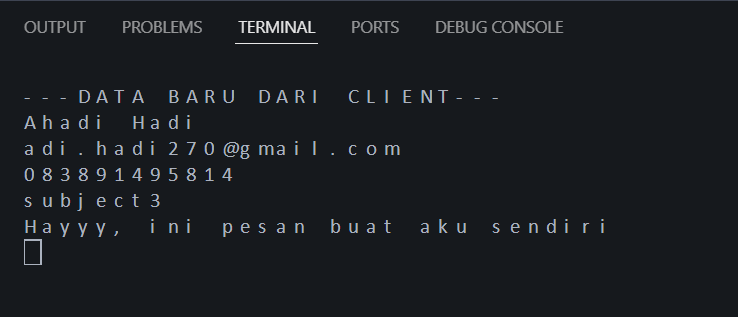 OUTPUT PROBLEMS TERMINAL PORTS DEBUG CONSOLE
---DATA BARU DARI CLIENT---
Ahadi Hadi
adi.hadi270@gmail.com
083891495814
subject3
Hayyy, ini pesan buat aku sendiri